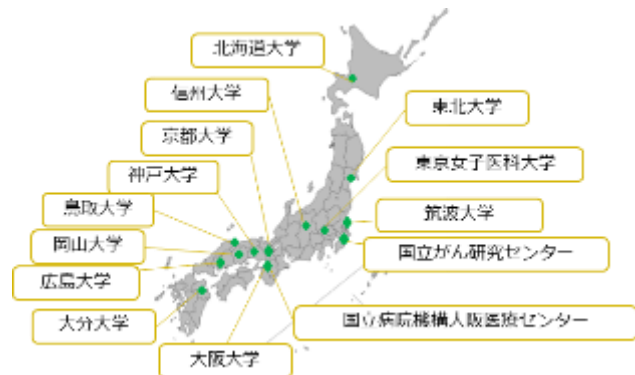 北海道大学
信州大学
京都大学
神戸大学
鳥取大学
岡山大学
広島大学
大分大学
大阪大学
東北大学
東京女子医科大学
筑波大学
国立がん研究センター
国立病院機構大阪医療センター